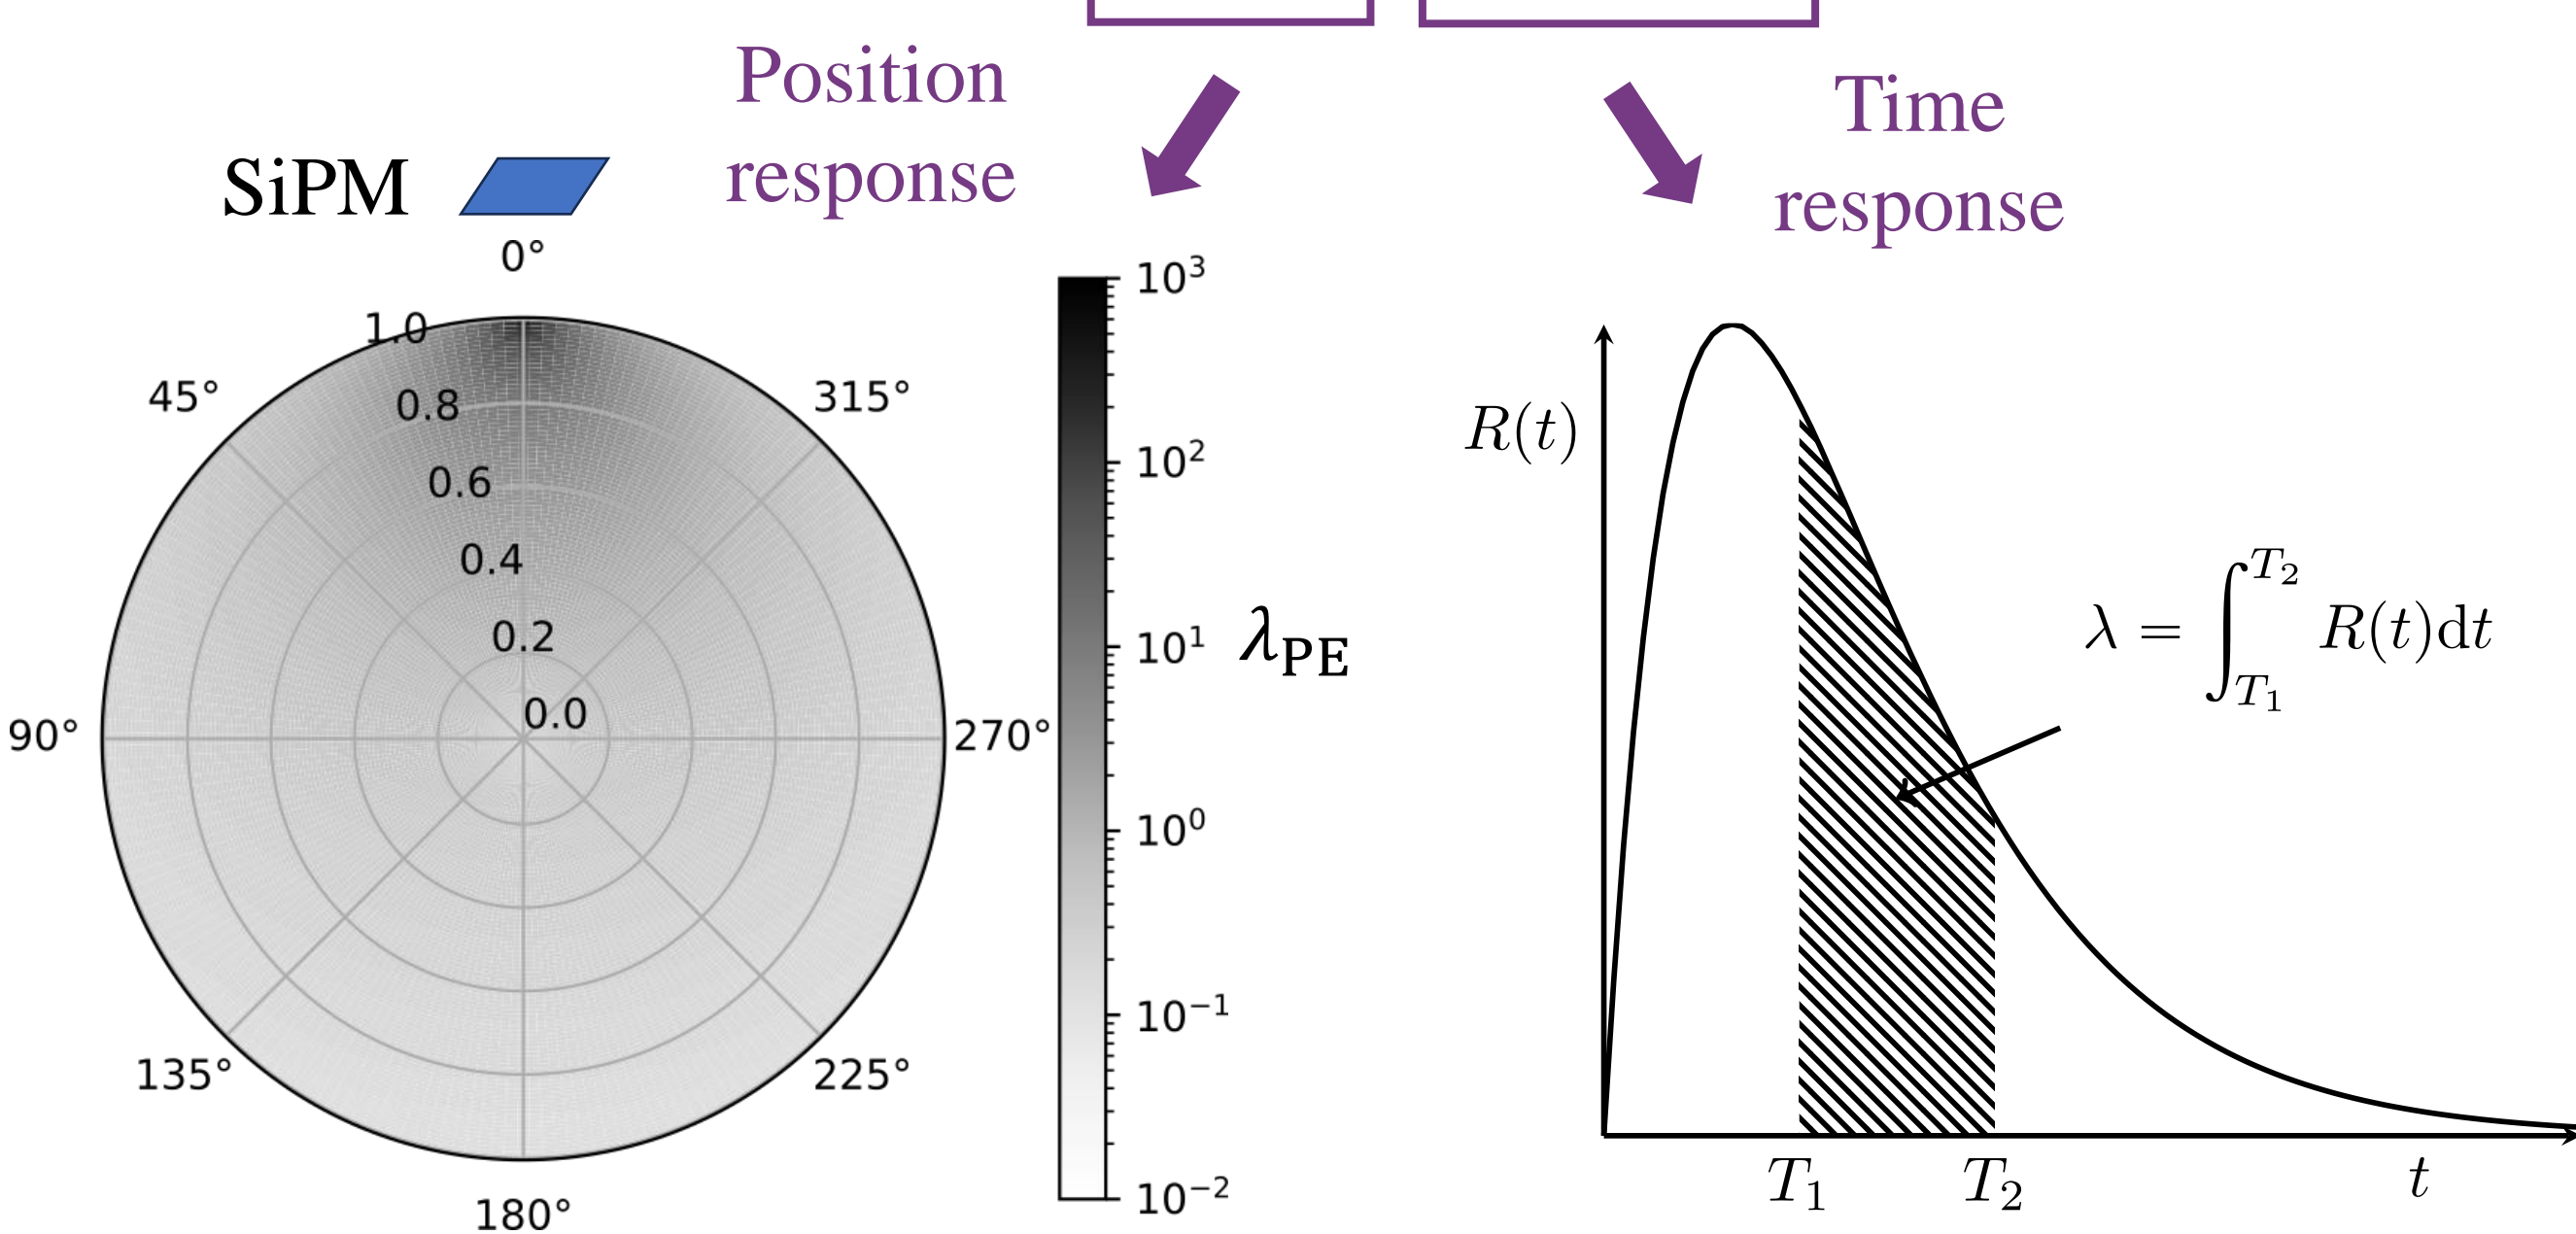 Position
response
Time
response
SiPM
0°
45°
90°
135°
180°
225°
270°
315°
1.0
0.8
0.6
0.4
0.2
0.0
10³
10²
10¹
10⁰
10⁻¹
10⁻²
λ_PE
R(t)
λ = ∫_{T₁}^{T₂} R(t)dt
T₁
T₂
t